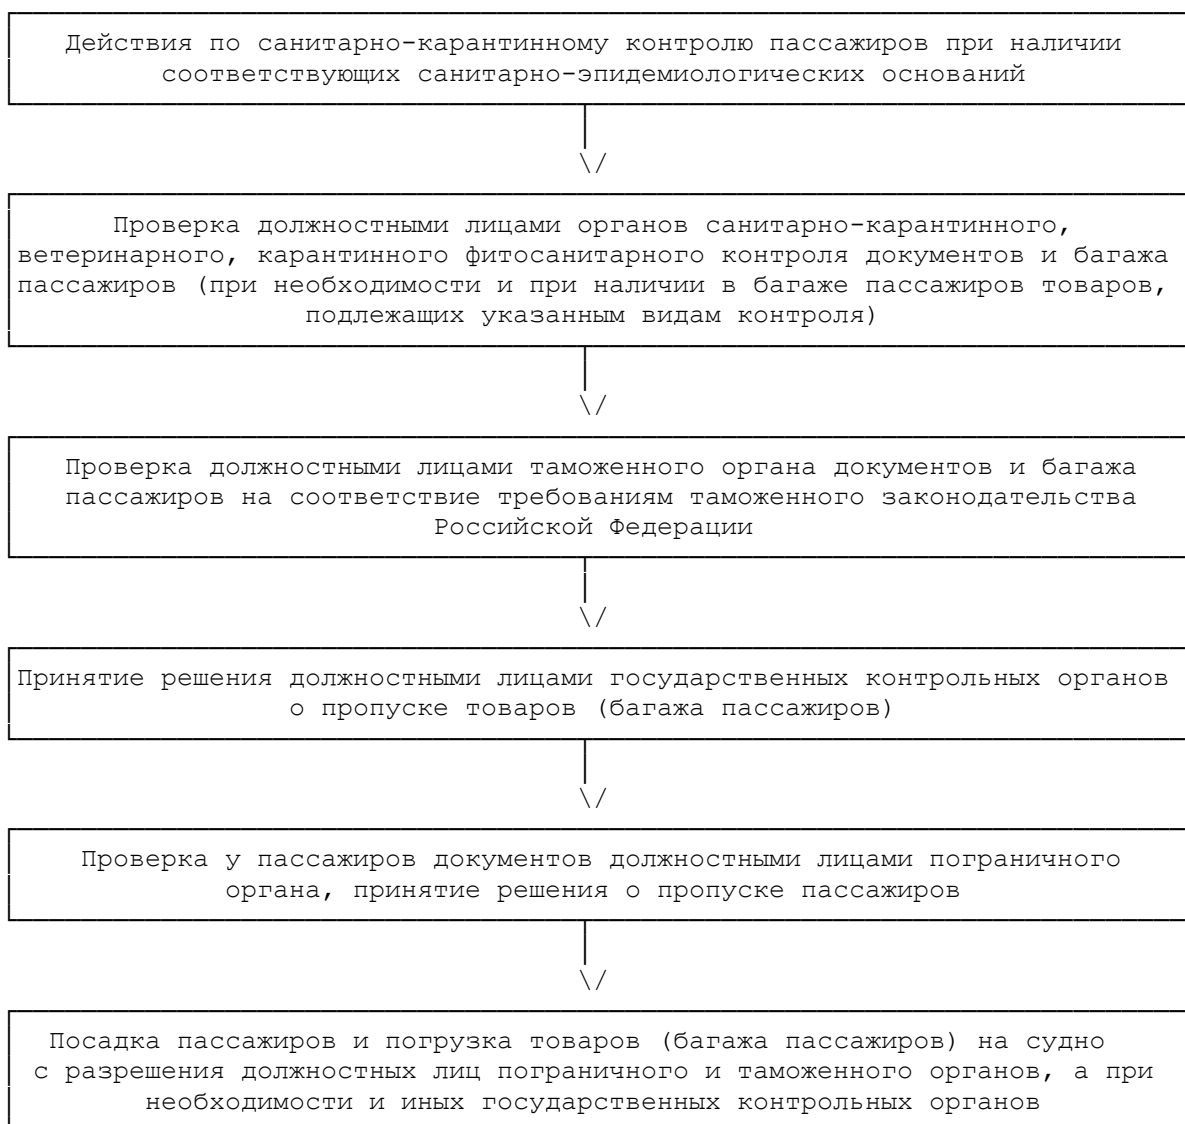 Действия по санитарно-карантинному контролю пассажиров при наличии
соответствующих санитарно-эпидемиологических оснований
\/
Проверка должностными лицами органов санитарно-карантинного,
ветеринарного, карантинного фитосанитарного контроля документов и багажа
пассажиров (при необходимости и при наличии в багаже пассажиров товаров,
подлежащих указанным видам контроля)
\/
Проверка должностными лицами таможенного органа документов и багажа
пассажиров на соответствие требованиям таможенного законодательства
Российской Федерации
\/
Принятие решения должностными лицами государственных контрольных органов
о пропуске товаров (багажа пассажиров)
\/
Проверка у пассажиров документов должностными лицами пограничного
органа, принятие решения о пропуске пассажиров
\/
Посадка пассажиров и погрузка товаров (багажа пассажиров) на судно
с разрешения должностных лиц пограничного и таможенного органов, а при
необходимости и иных государственных контрольных органов